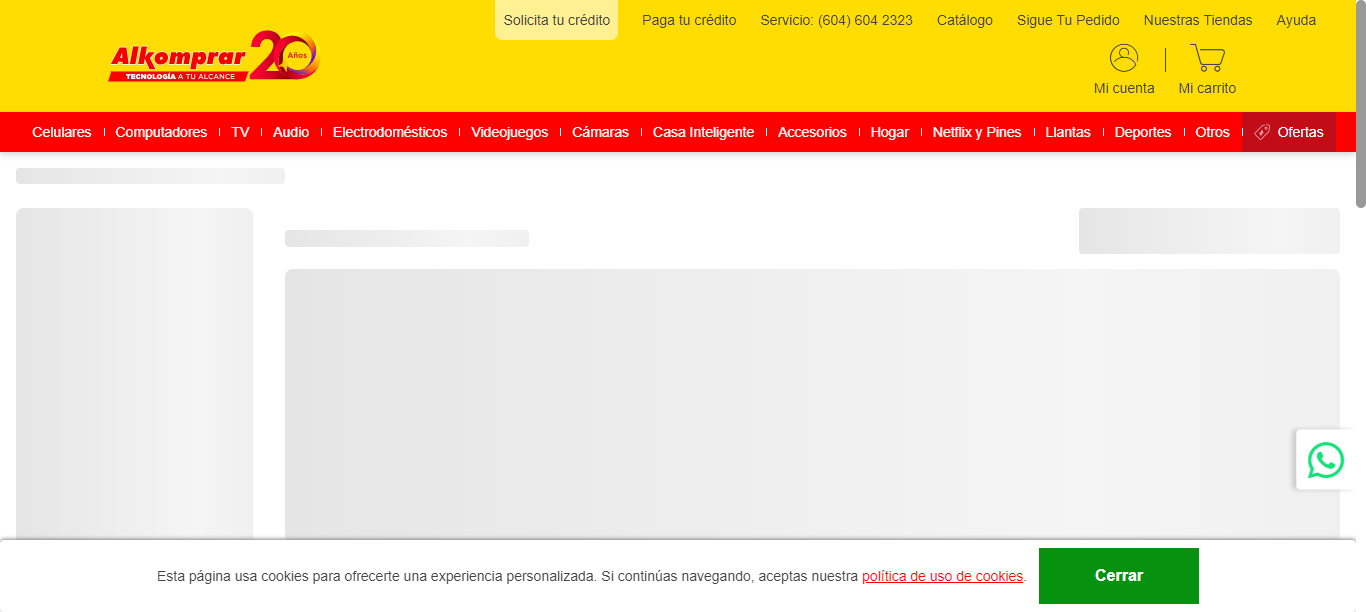 Solicita tu crédito Paga tu crédito Servicio: (604) 604 2323 Catálogo Sigue Tu Pedido Nuestras Tiendas Ayuda
Alkomprar 20 Años
TECNOLOGÍA A TU ALCANCE
Mi cuenta Mi carrito
Celulares Computadores TV Audio Electrodomésticos Videojuegos Cámaras Casa Inteligente Accesorios Hogar Netflix y Pines Llantas Deportes Otros Ofertas
Esta página usa cookies para ofrecerte una experiencia personalizada. Si continúas navegando, aceptas nuestra política de uso de cookies. Cerrar